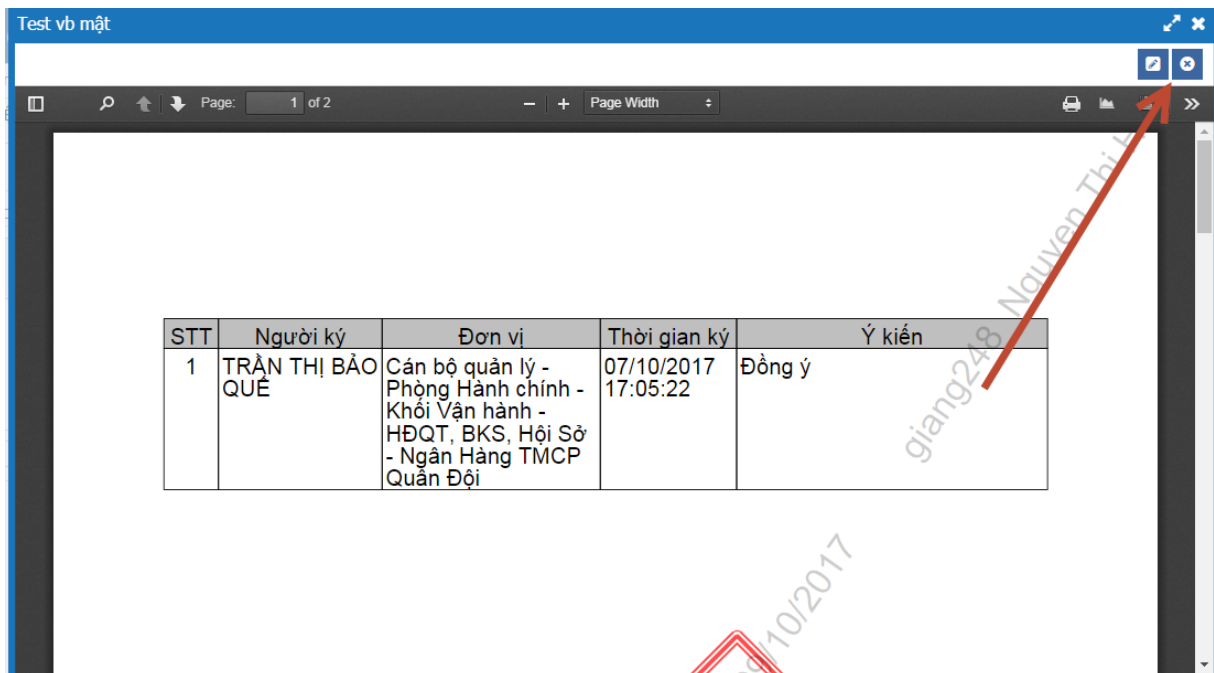 Test vb mật
Page: 1 of 2
Page Width
STT Người ký Đơn vị Thời gian ký Ý kiến
1 TRẦN THỊ BẢO Cán bộ quản lý - 07/10/2017 Đồng ý
QUẾ Phòng Hành chính - 17:05:22
Khối Vận hành -
HĐQT, BKS, Hội Sở
- Ngân Hàng TMCP
Quân Đội
giang248_Nguyen Thi
/10/2017